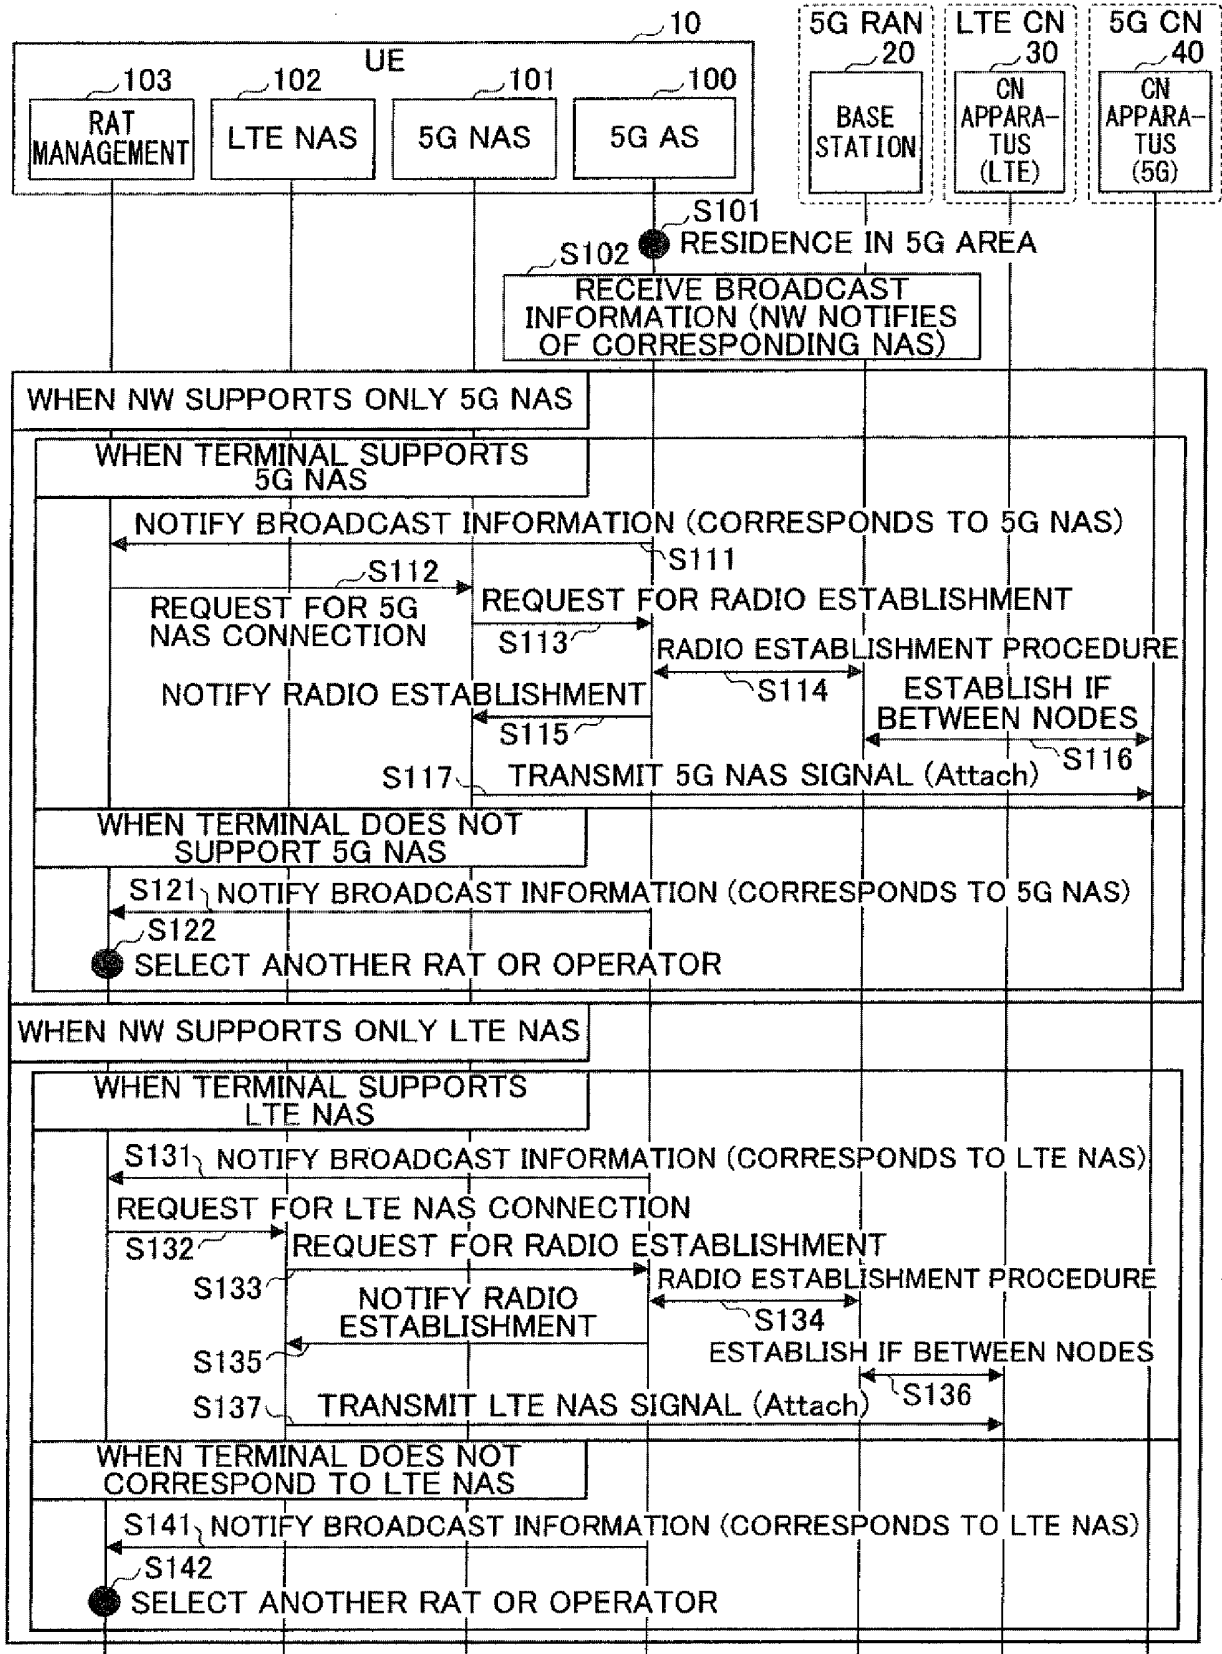 10
UE
5G RAN
20
LTE CN
30
5G CN
40
103
RAT
MANAGEMENT
102
LTE NAS
101
5G NAS
100
5G AS
BASE
STATION
CN
APPARA-
TUS
(LTE)
CN
APPARA-
TUS
(5G)
S101
RESIDENCE IN 5G AREA
S102
RECEIVE BROADCAST
INFORMATION (NW NOTIFIES
OF CORRESPONDING NAS)
WHEN NW SUPPORTS ONLY 5G NAS
WHEN TERMINAL SUPPORTS
5G NAS
NOTIFY BROADCAST INFORMATION (CORRESPONDS TO 5G NAS)
S111
S112
REQUEST FOR 5G
NAS CONNECTION
REQUEST FOR RADIO ESTABLISHMENT
S113
RADIO ESTABLISHMENT PROCEDURE
S114
NOTIFY RADIO ESTABLISHMENT
S115
ESTABLISH IF
BETWEEN NODES
S116
S117
TRANSMIT 5G NAS SIGNAL (Attach)
WHEN TERMINAL DOES NOT
SUPPORT 5G NAS
S121
NOTIFY BROADCAST INFORMATION (CORRESPONDS TO 5G NAS)
S122
SELECT ANOTHER RAT OR OPERATOR
WHEN NW SUPPORTS ONLY LTE NAS
WHEN TERMINAL SUPPORTS
LTE NAS
S131
NOTIFY BROADCAST INFORMATION (CORRESPONDS TO LTE NAS)
REQUEST FOR LTE NAS CONNECTION
S132
REQUEST FOR RADIO ESTABLISHMENT
S133
RADIO ESTABLISHMENT PROCEDURE
S134
NOTIFY RADIO
ESTABLISHMENT
S135
ESTABLISH IF BETWEEN NODES
S136
S137
TRANSMIT LTE NAS SIGNAL (Attach)
WHEN TERMINAL DOES NOT
CORRESPOND TO LTE NAS
S141
NOTIFY BROADCAST INFORMATION (CORRESPONDS TO LTE NAS)
S142
SELECT ANOTHER RAT OR OPERATOR